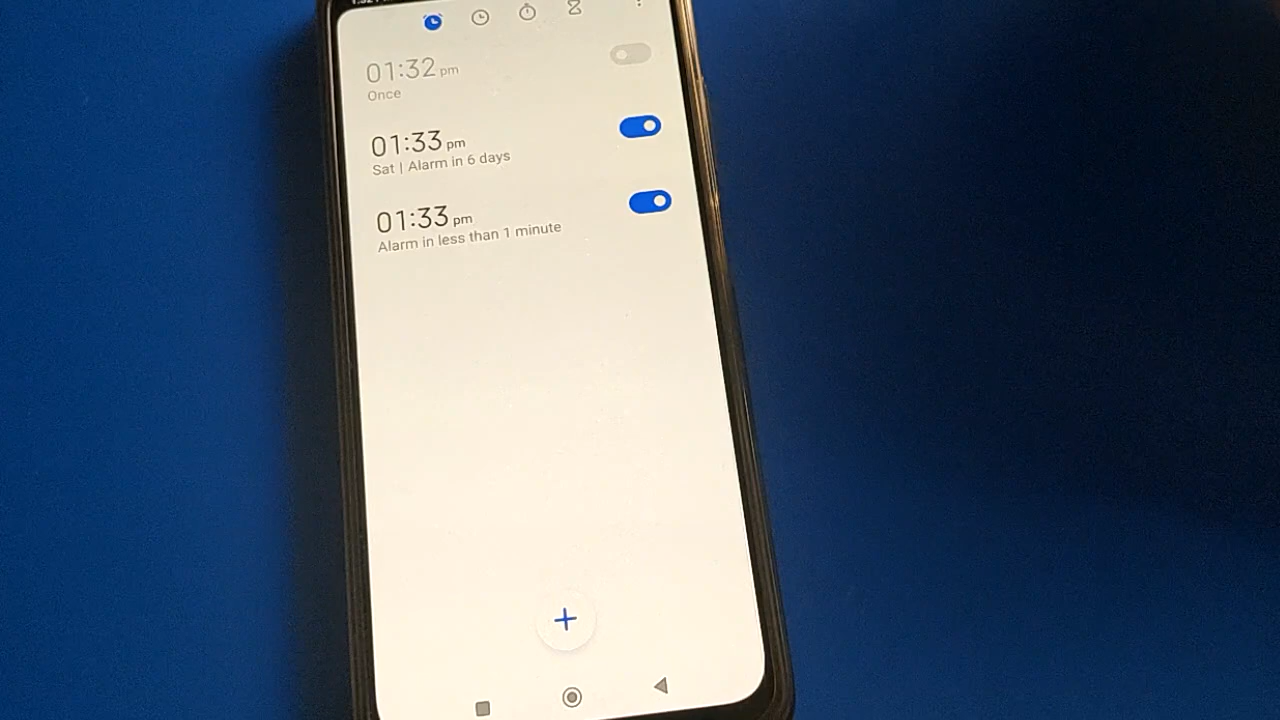 01:32 pm
Once
01:33 pm
Sat | Alarm in 6 days
01:33 pm
Alarm in less than 1 minute